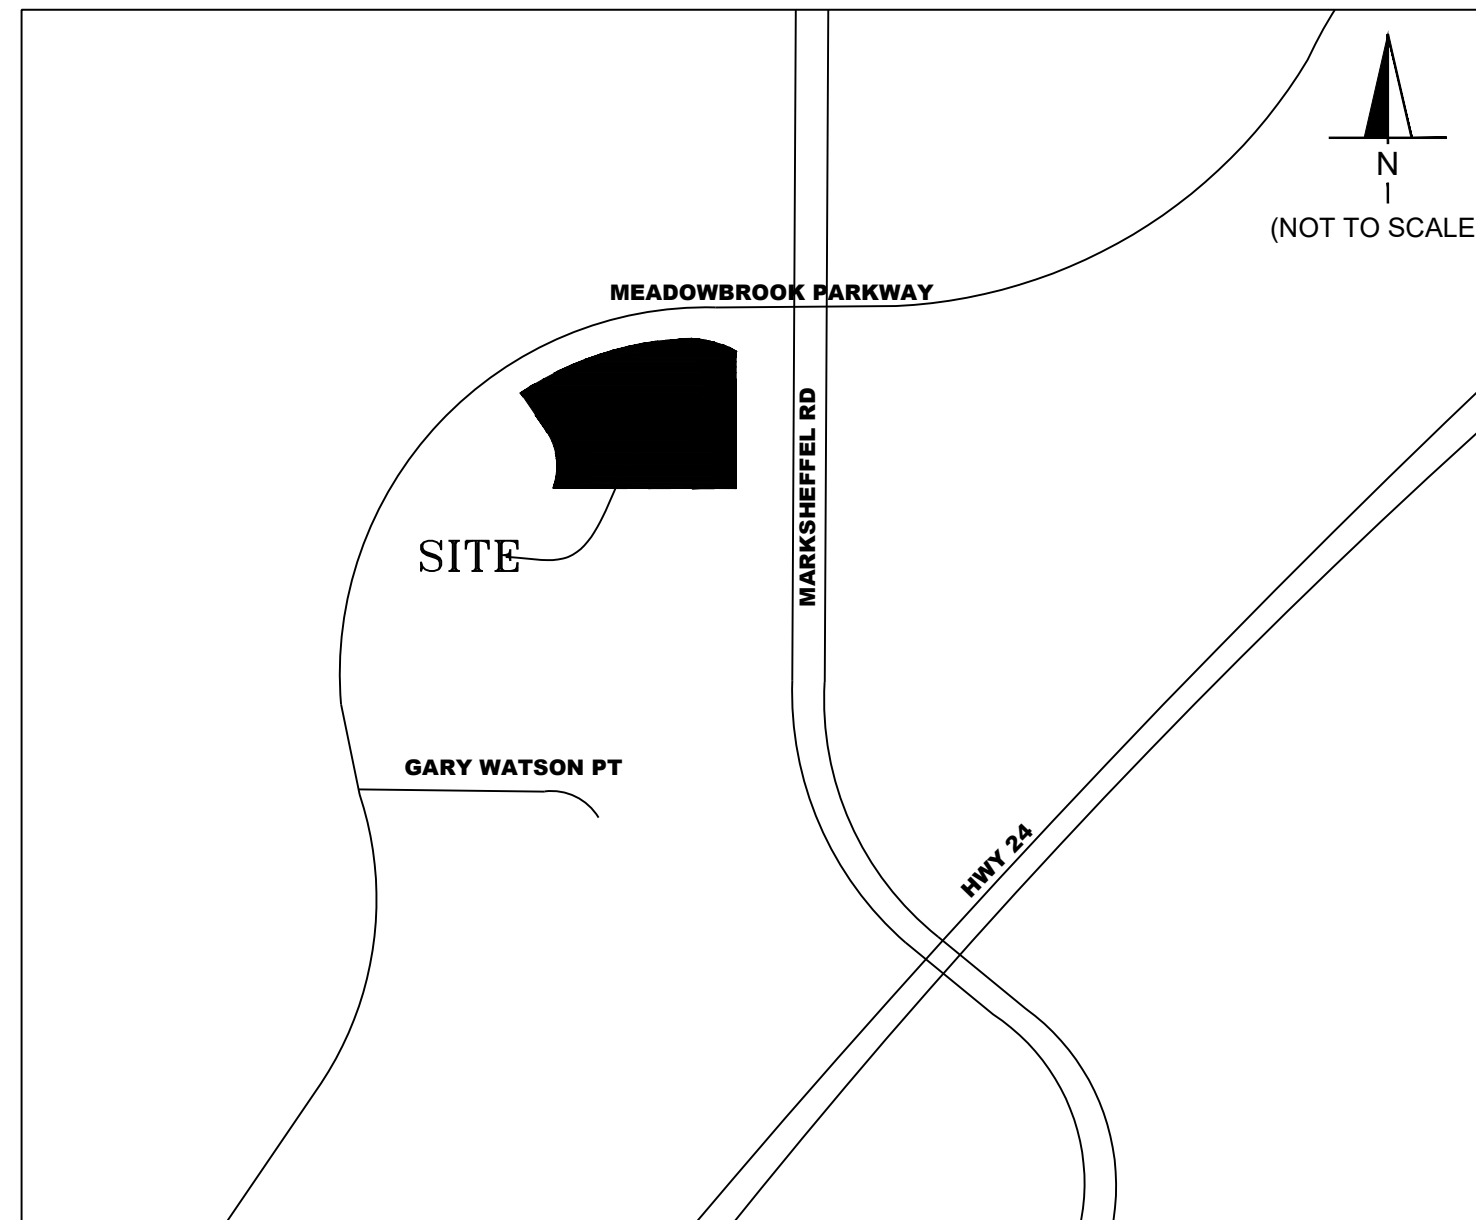 N
(NOT TO SCALE
MEADOWBROOK PARKWAY
MARKSHEFFEL RD
SITE
GARY WATSON PT
HWY 24